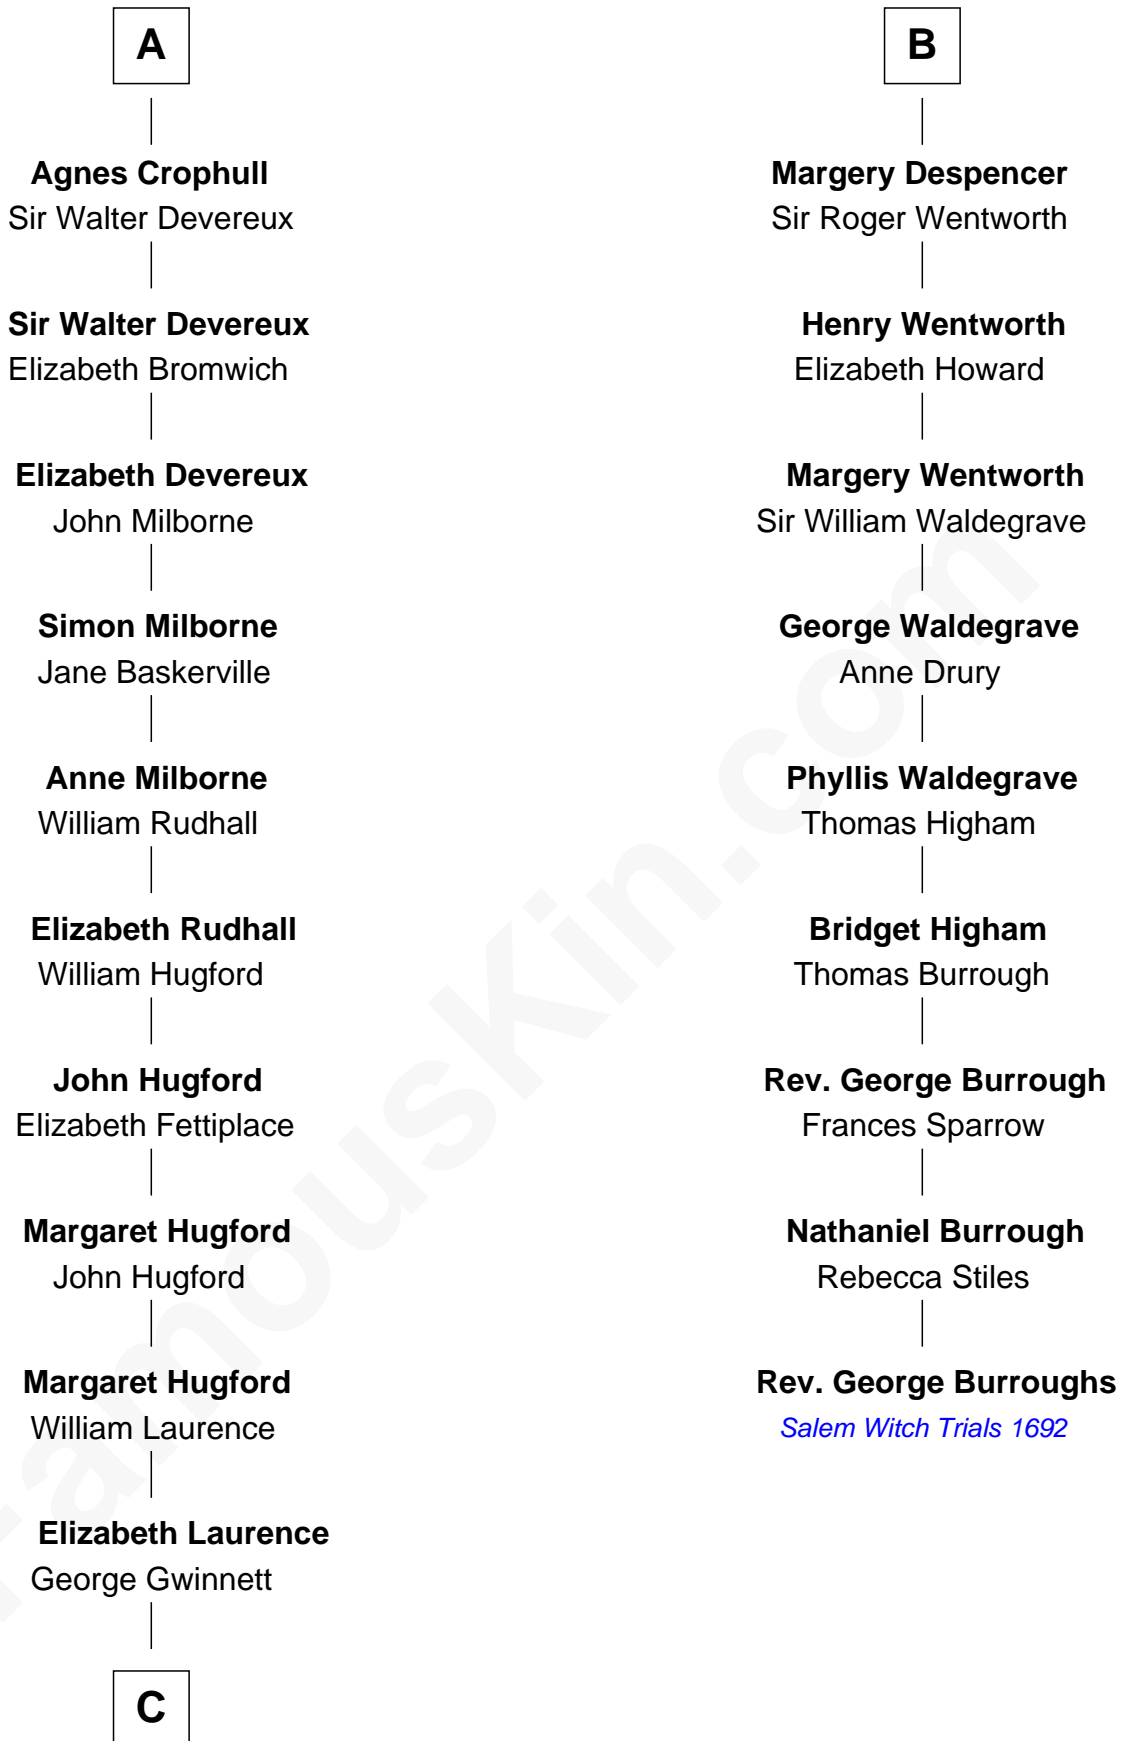 A
Agnes Crophull
Sir Walter Devereux
Sir Walter Devereux
Elizabeth Bromwich
Elizabeth Devereux
John Milborne
Simon Milborne
Jane Baskerville
Anne Milborne
William Rudhall
Elizabeth Rudhall
William Hugford
John Hugford
Elizabeth Fettiplace
Margaret Hugford
John Hugford
Margaret Hugford
William Laurence
Elizabeth Laurence
George Gwinnett
C
B
Margery Despencer
Sir Roger Wentworth
Henry Wentworth
Elizabeth Howard
Margery Wentworth
Sir William Waldegrave
George Waldegrave
Anne Drury
Phyllis Waldegrave
Thomas Higham
Bridget Higham
Thomas Burrough
Rev. George Burrough
Frances Sparrow
Nathaniel Burrough
Rebecca Stiles
Rev. George Burroughs
Salem Witch Trials 1692
FamousKin.com